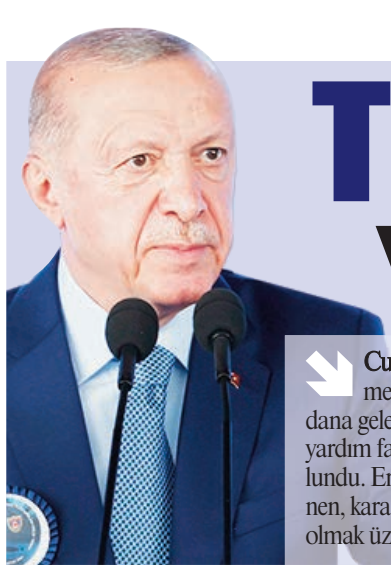 T
V
Cu
me
dana gele
yardım fa
lundu. Er
nen, kara,
olmak üz